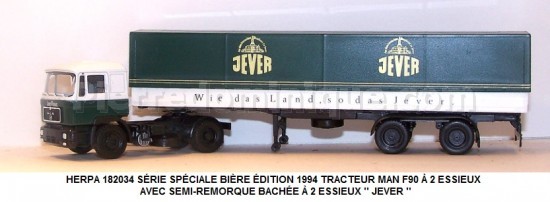 JEVER JEVER
Wie das Land, so das Jever
HERPA 182034 SÈRIE SPÉCIALE BIÈRE ÉDITION 1994 TRACTEUR MAN F90 À 2 ESSIEUX
AVEC SEMI-REMORQUE BACHÉE À 2 ESSIEUX " JEVER "